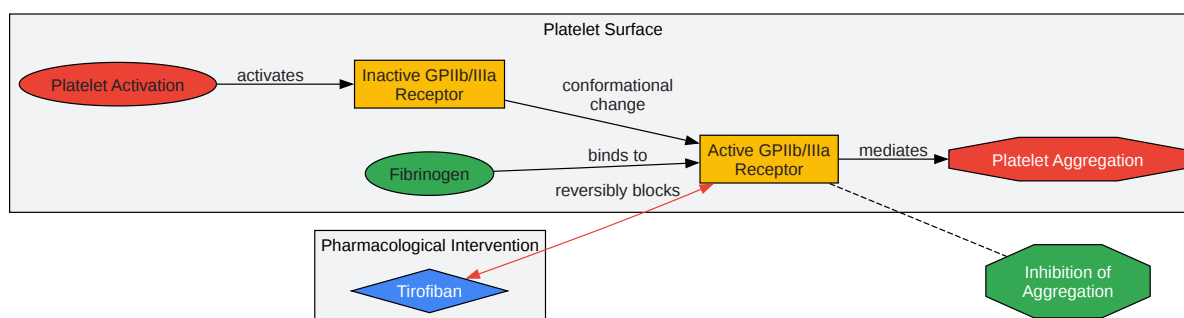 Platelet Surface
Platelet Activation
activates
Inactive GPIIb/IIIa
Receptor
conformational
change
Fibrinogen
binds to
Active GPIIb/IIIa
Receptor
mediates
Platelet Aggregation
reversibly blocks
Pharmacological Intervention
Tirofiban
Inhibition of
Aggregation